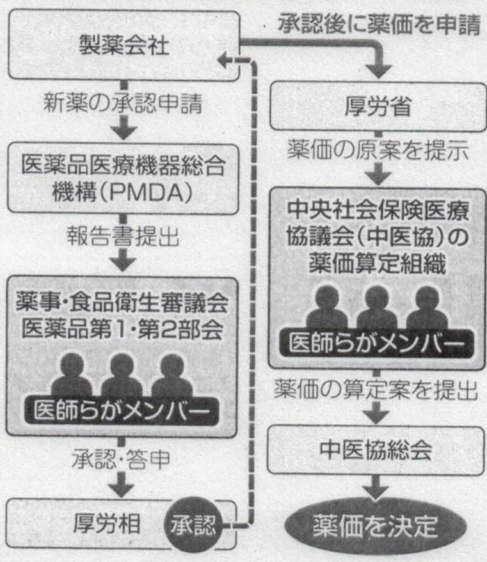 承認後に薬価を申請
製薬会社
新薬の承認申請
医薬品医療機器総合
機構(PMDA)
報告書提出
薬事・食品衛生審議会
医薬品第1・第2部会
医師らがメンバー
承認・答申
厚労相
承認
厚労省
薬価の原案を提示
中央社会保険医療
協議会(中医協)の
薬価算定組織
医師らがメンバー
薬価の算定案を提出
中医協総会
薬価を決定